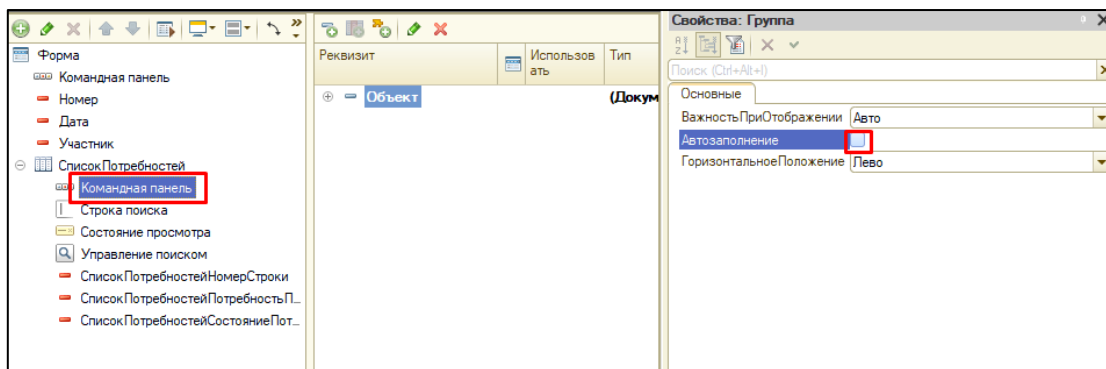 Форма
Командная панель
Номер
Дата
Участник
СписокПотребностей
Командная панель
Строка поиска
Состояние просмотра
Управление поиском
СписокПотребностейНомерСтроки
СписокПотребностейПотребностьП...
СписокПотребностейСостояниеПот...
Реквизит
Использов
ать
Тип
Объект
(Докум
Свойства: Группа
Поиск (Ctrl+Alt+I)
Основные
ВажностьПриОтображении Авто
Автозаполнение
ГоризонтальноеПоложение Лево